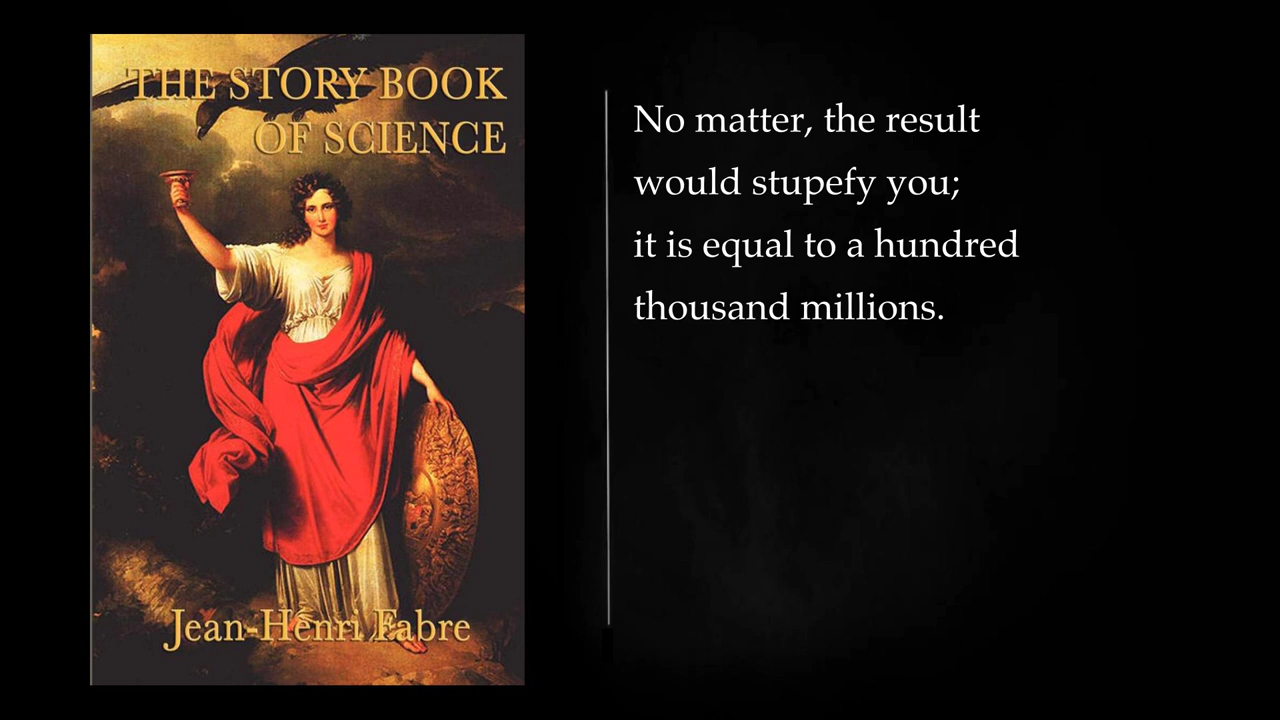 THE STORY BOOK
OF SCIENCE
Jean-Henri Fabre
No matter, the result
would stupefy you;
it is equal to a hundred
thousand millions.